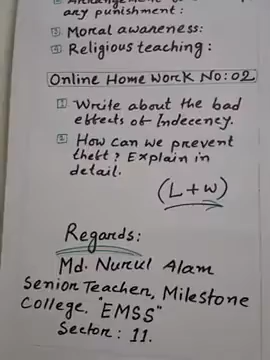 any punishment:
③ Moral awareness:
④ Religious teaching:
Online Home Work No: 02
① Write about the bad
effects of Indecency.
② How can we prevent
theft? Explain in
detail.
(L+W)
Regards:
Md. Nurul Alam
Senior Teacher, Milestone
College. "EMSS"
Sector: 11.